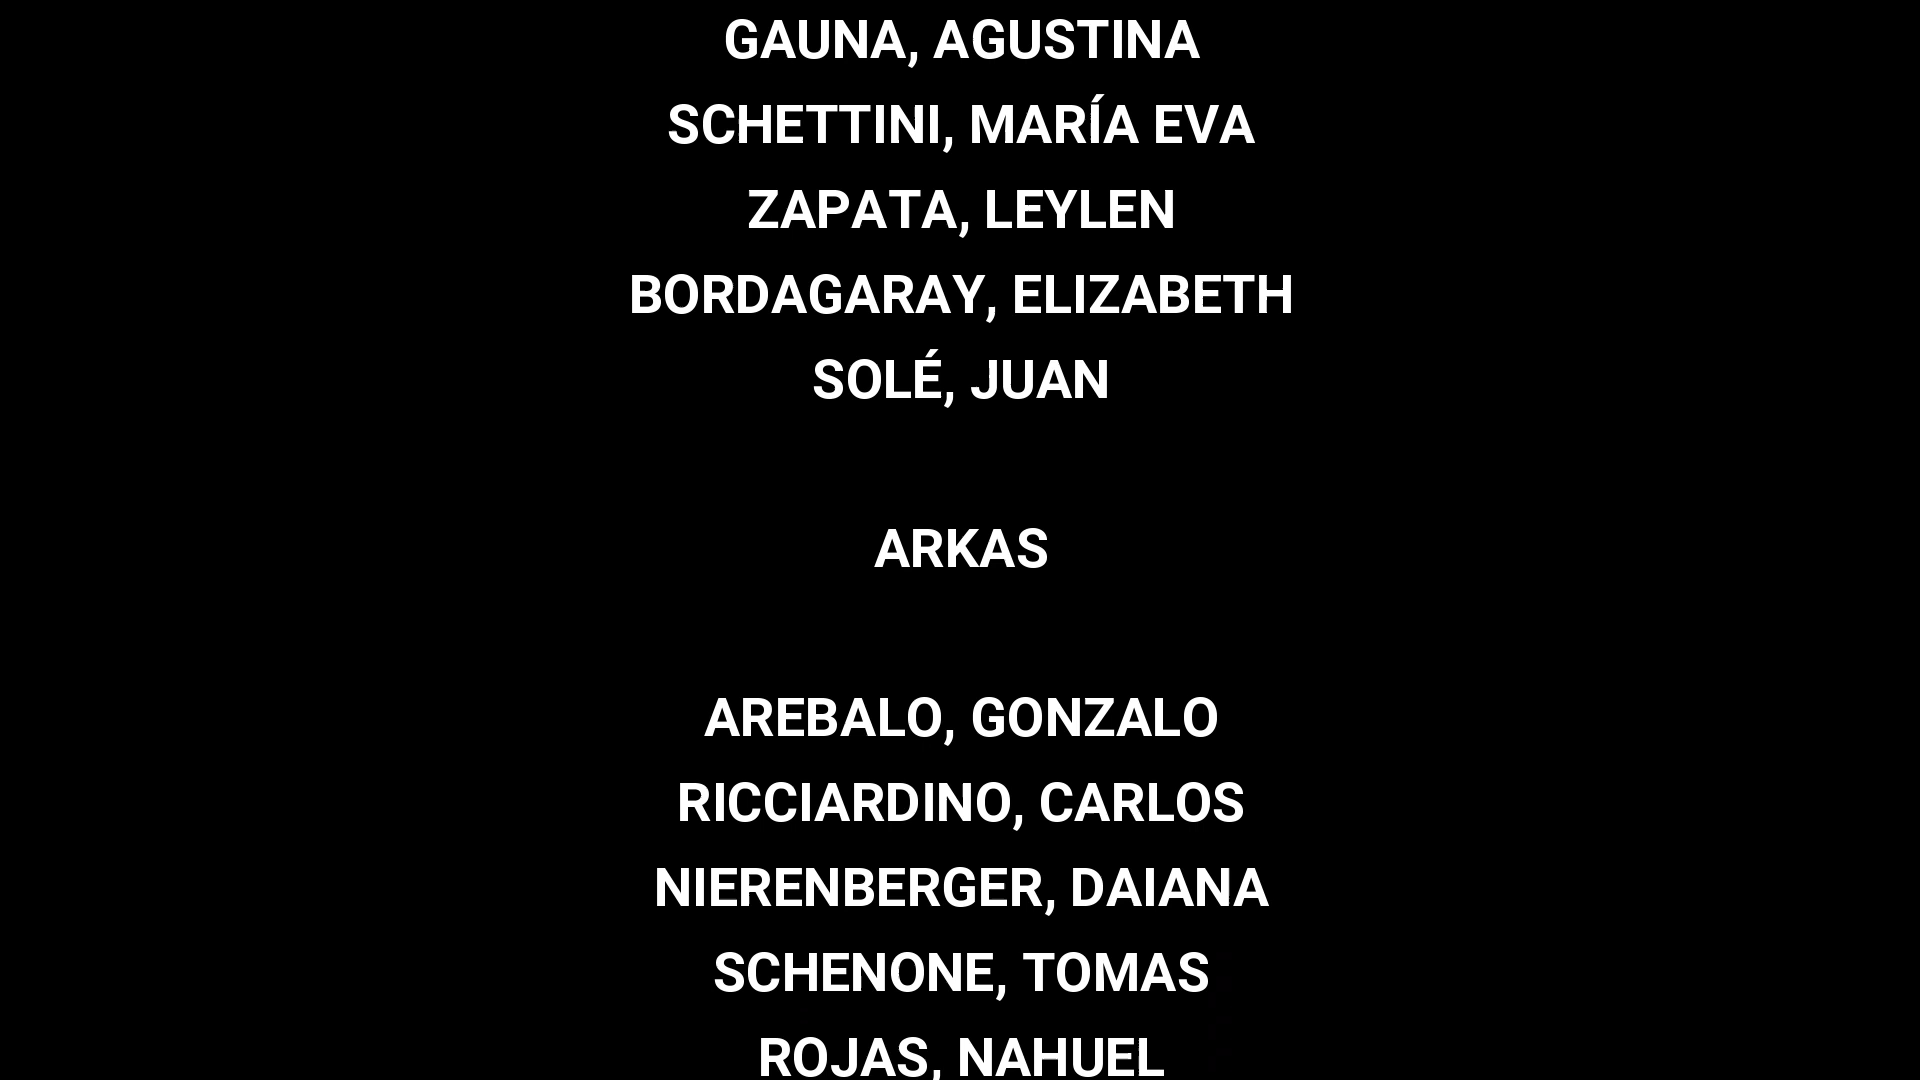 GAUNA, AGUSTINA
SCHETTINI, MARÍA EVA
ZAPATA, LEYLEN
BORDAGARAY, ELIZABETH
SOLÉ, JUAN
ARKAS
AREBALO, GONZALO
RICCIARDINO, CARLOS
NIERENBERGER, DAIANA
SCHENONE, TOMAS
ROJAS, NAHUEL